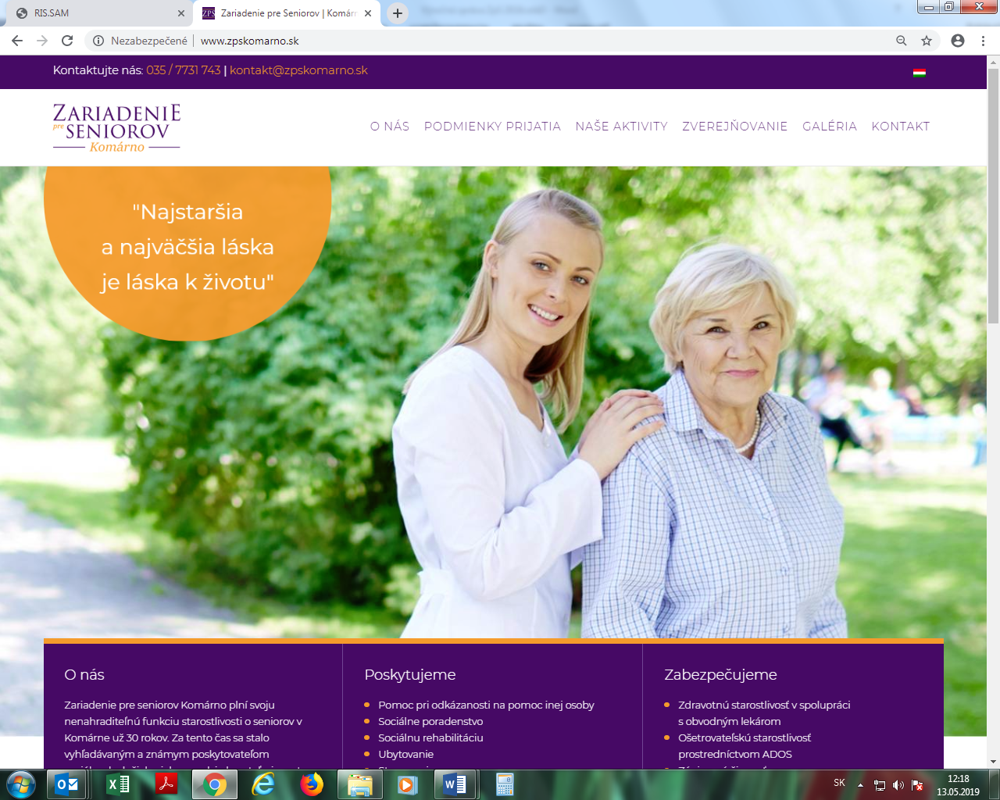 RIS.SAM
Zariadenie pre Seniorov | Komárn
Nezabezpečené
www.zpskomarno.sk
Kontaktujte nás: 035 / 7731 743 | kontakt@zpskomarno.sk
ZARIADENIE
pre SENIOROV
Komárno
O NÁS PODMIENKY PRIJATIA NAŠE AKTIVITY ZVEREJŇOVANIE GALÉRIA KONTAKT
"Najstaršia
a najväčšia láska
je láska k životu"
O nás
Zariadenie pre seniorov Komárno plní svoju
nenahraditeľnú funkciu starostlivosti o seniorov v
Komárne už 30 rokov. Za tento čas sa stalo
vyhľadávaným a známym poskytovateľom
Poskytujeme
Pomoc pri odkázanosti na pomoc inej osoby
Sociálne poradenstvo
Sociálnu rehabilitáciu
Ubytovanie
Zabezpečujeme
Zdravotnú starostlivosť v spolupráci
s obvodným lekárom
Ošetrovateľskú starostlivosť
prostredníctvom ADOS
SK
12:18
13.05.2019